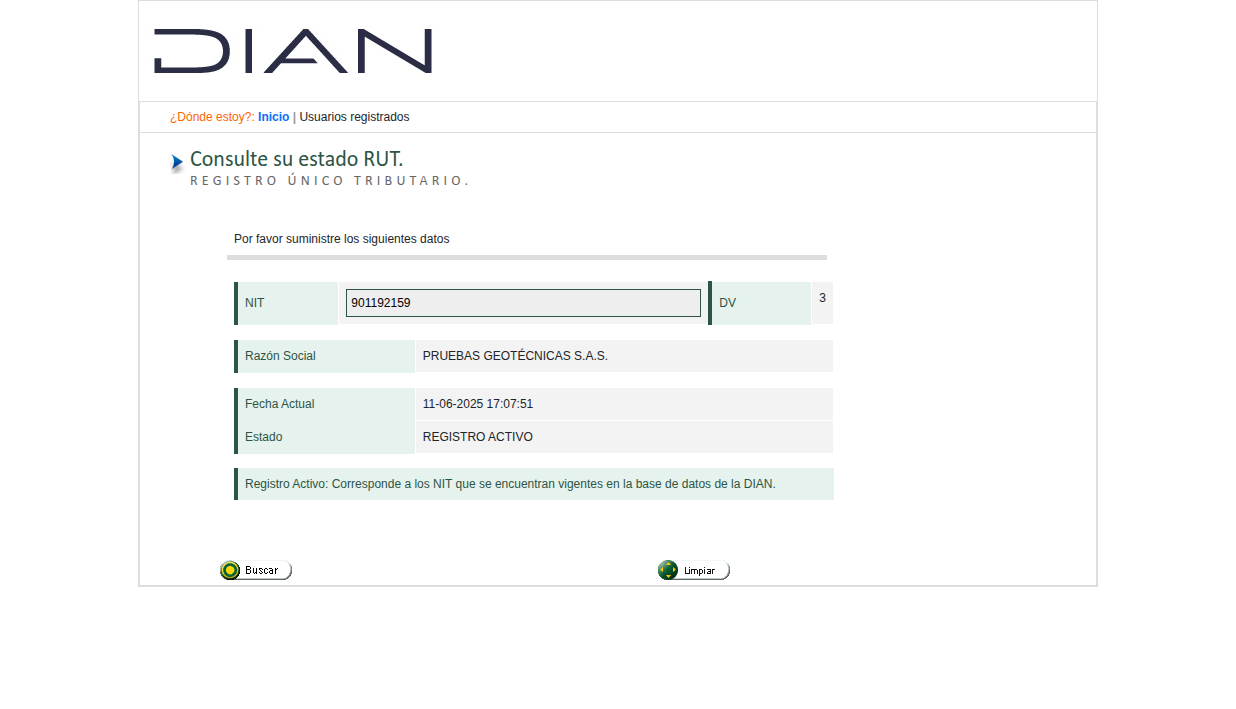 DIAN
¿Dónde estoy?: Inicio | Usuarios registrados
Consulte su estado RUT.
REGISTRO ÚNICO TRIBUTARIO.
Por favor suministre los siguientes datos
NIT 901192159 DV 3
Razón Social PRUEBAS GEOTÉCNICAS S.A.S.
Fecha Actual 11-06-2025 17:07:51
Estado REGISTRO ACTIVO
Registro Activo: Corresponde a los NIT que se encuentran vigentes en la base de datos de la DIAN.
Buscar Limpiar